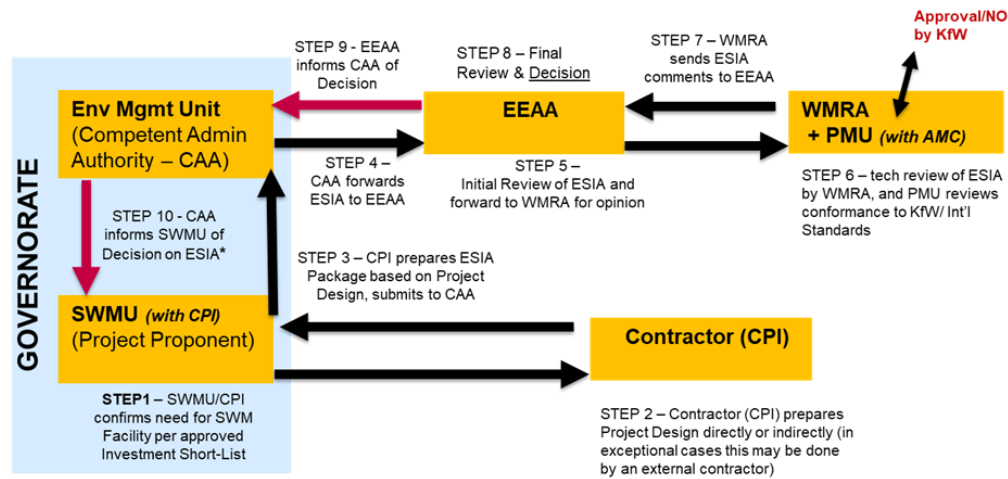 Approval/NO
by KfW
STEP 9 - EEAA
informs CAA of
Decision
STEP 8 – Final
Review & Decision
STEP 7 – WMRA
sends ESIA
comments to EEAA
GOVERNORATE
Env Mgmt Unit
(Competent Admin
Authority – CAA)
EEAA
WMRA
+ PMU (with AMC)
STEP 4 –
CAA forwards
ESIA to EEAA
STEP 5 –
Initial Review of ESIA and
forward to WMRA for opinion
STEP 6 – tech review of ESIA
by WMRA, and PMU reviews
conformance to KfW/ Int'l
Standards
STEP 10 - CAA
informs SWMU of
Decision on ESIA*
STEP 3 – CPI prepares ESIA
Package based on Project
Design, submits to CAA
SWMU (with CPI)
(Project Proponent)
Contractor (CPI)
STEP1 – SWMU/CPI
confirms need for SWM
Facility per approved
Investment Short-List
STEP 2 – Contractor (CPI) prepares
Project Design directly or indirectly (in
exceptional cases this may be done
by an external contractor)